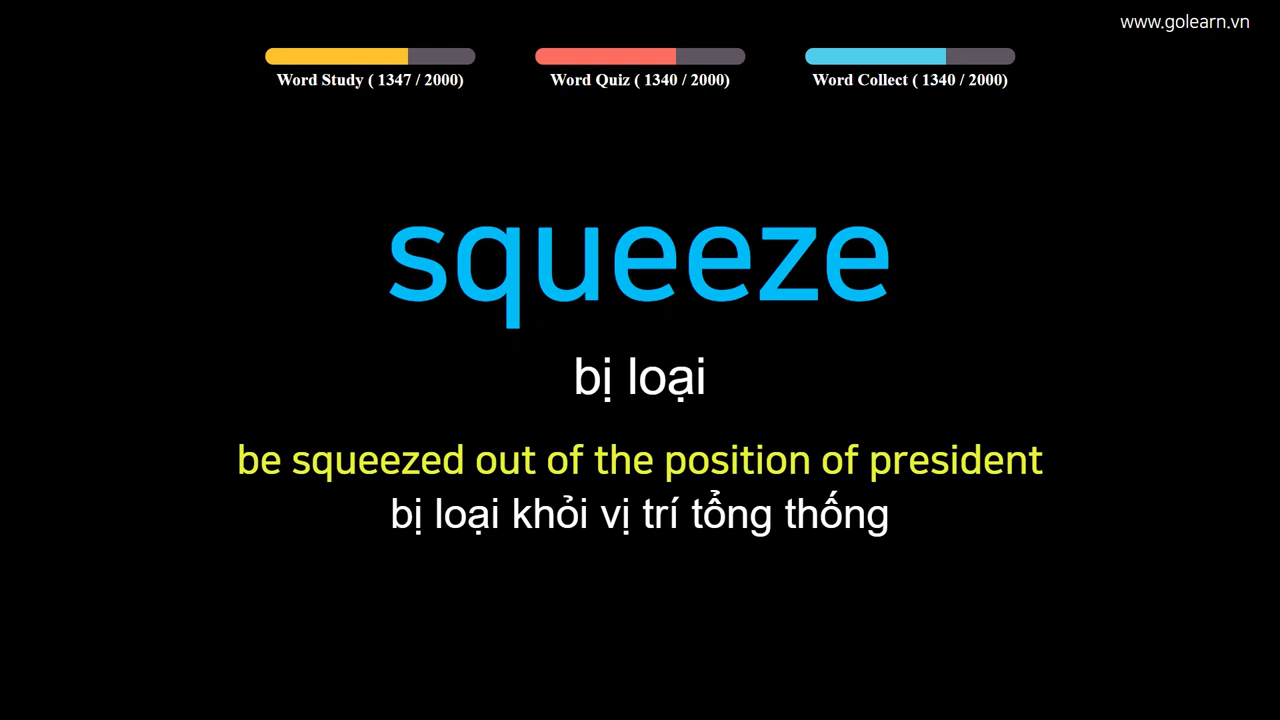 www.golearn.vn
Word Study ( 1347 / 2000)
Word Quiz ( 1340 / 2000)
Word Collect ( 1340 / 2000)
squeeze
bị loại
be squeezed out of the position of president
bị loại khỏi vị trí tổng thống